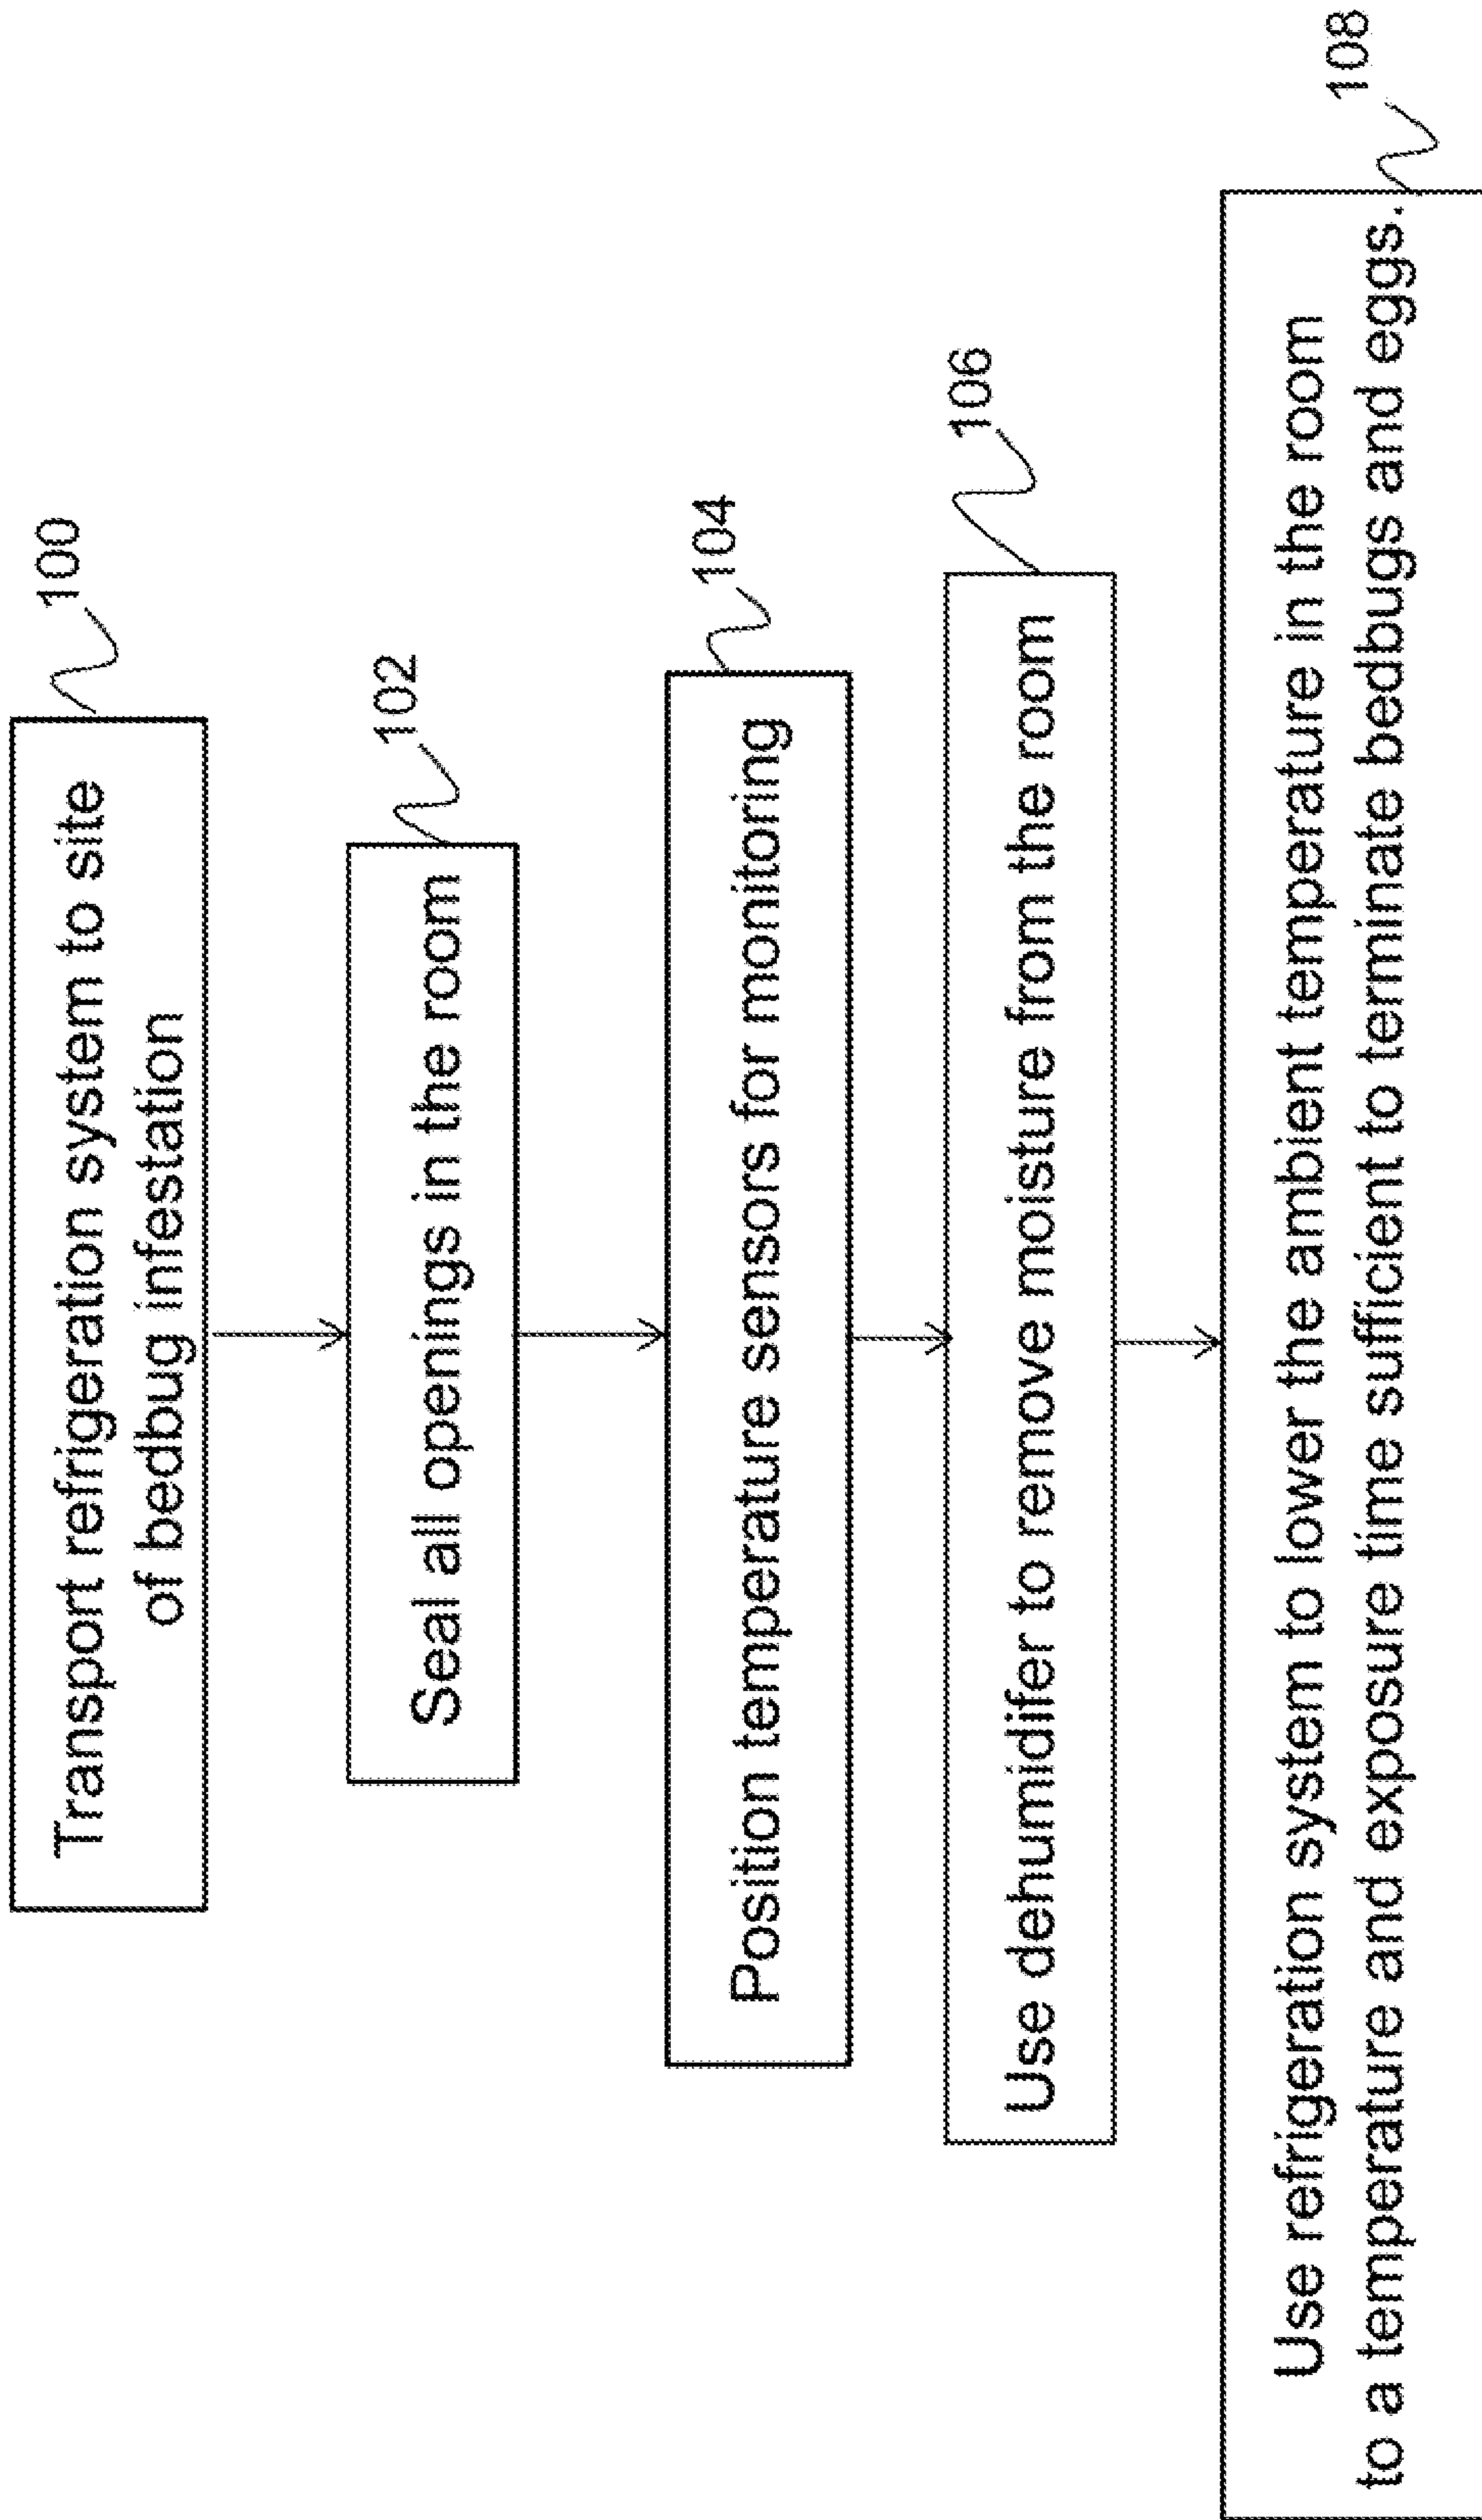 Transport refrigeration system to site
of bedbug infestation
100
Seal all openings in the room
102
Position temperature sensors for monitoring
104
Use dehumidifer to remove moisture from the room
106
Use refrigeration system to lower the ambient temperature in the room
to a temperature and exposure time sufficient to terminate bedbugs and eggs.
108